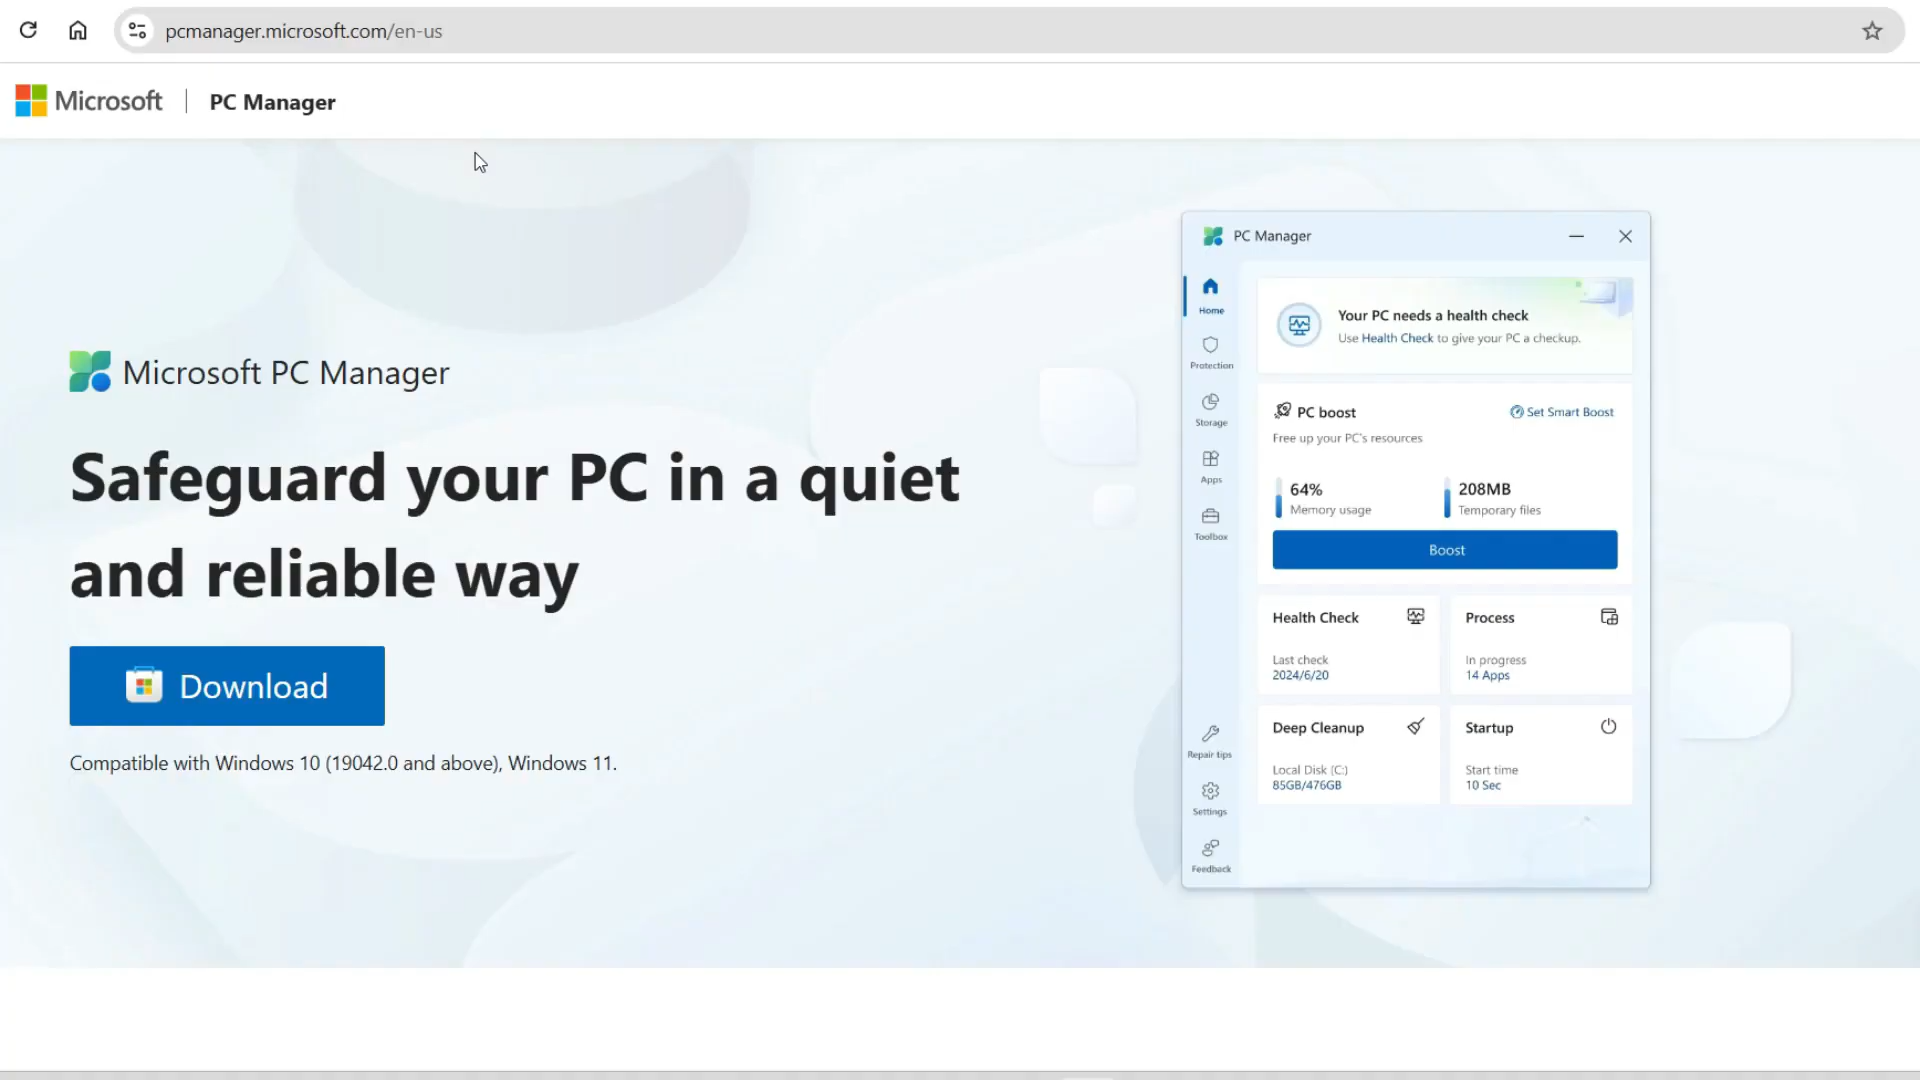 pcmanager.microsoft.com/en-us
Microsoft | PC Manager
Microsoft PC Manager
Safeguard your PC in a quiet
and reliable way
Download
Compatible with Windows 10 (19042.0 and above), Windows 11.
PC Manager
Home
Protection
Storage
Apps
Toolbox
Repair tips
Settings
Feedback
Your PC needs a health check
Use Health Check to give your PC a checkup.
PC boost
Set Smart Boost
Free up your PC's resources
64%
Memory usage
208MB
Temporary files
Boost
Health Check
Last check
2024/6/20
Process
In progress
14 Apps
Deep Cleanup
Local Disk (C:)
85GB/476GB
Startup
Start time
10 Sec